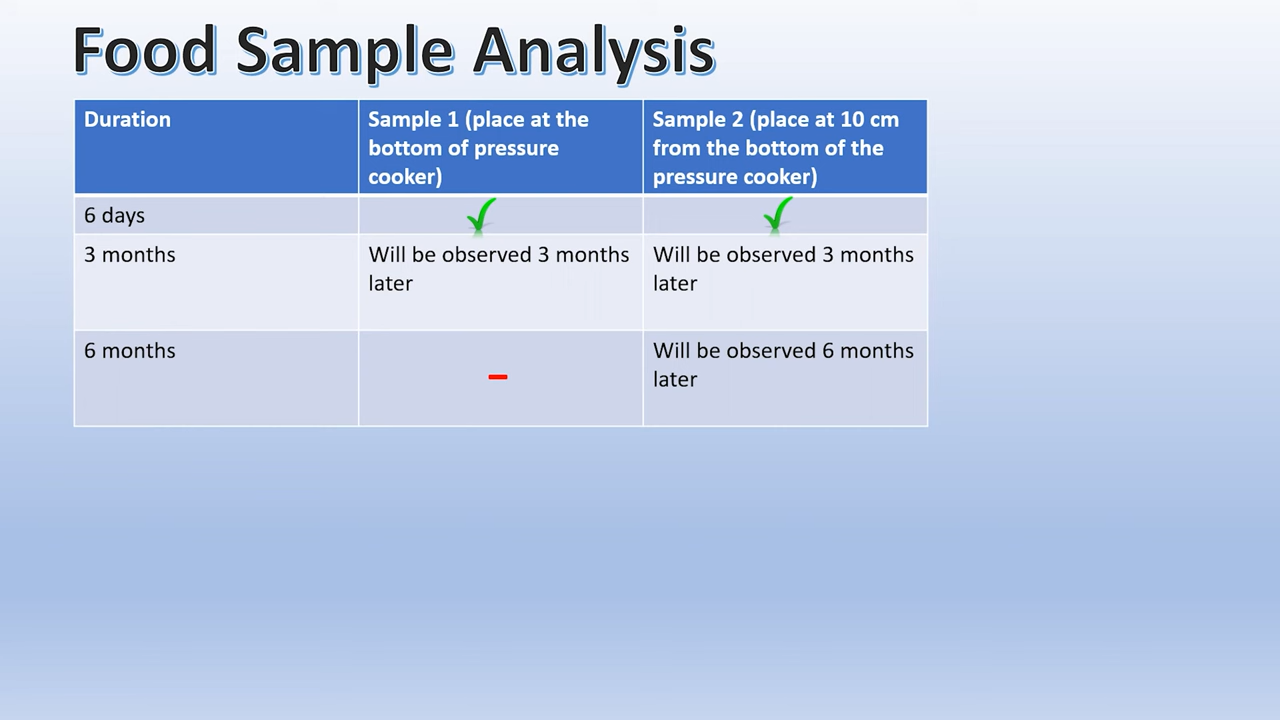 Food Sample Analysis
Duration
Sample 1 (place at the
bottom of pressure
cooker)
Sample 2 (place at 10 cm
from the bottom of the
pressure cooker)
6 days
3 months
Will be observed 3 months
later
Will be observed 3 months
later
6 months
–
Will be observed 6 months
later